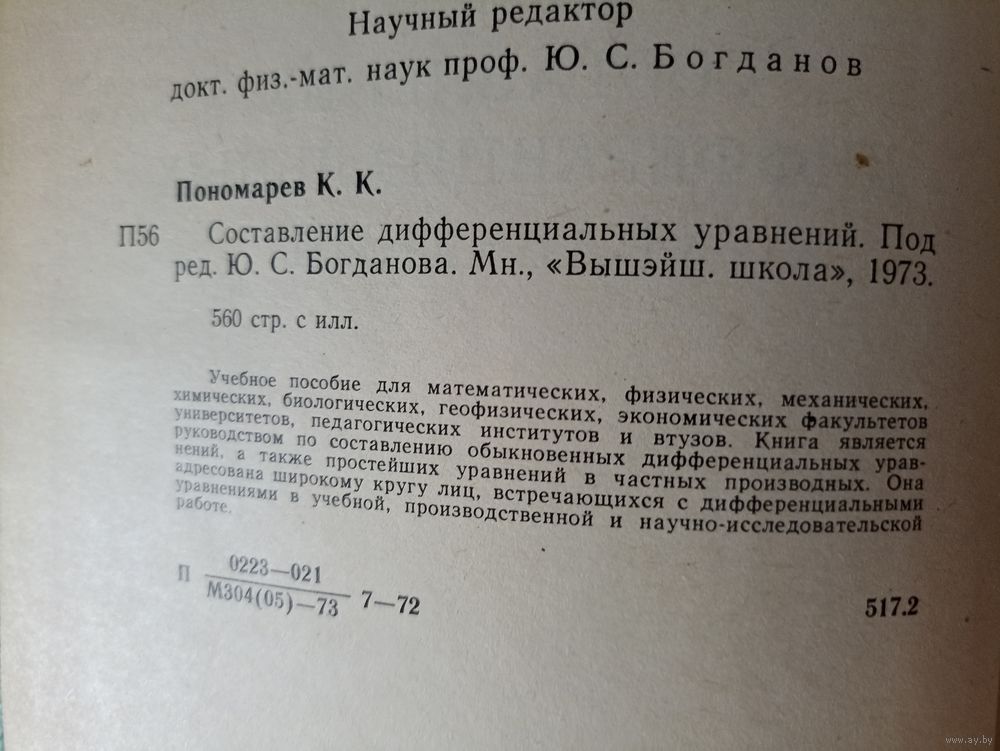 Научный редактор
докт. физ.-мат. наук проф. Ю. С. Богданов
Пономарев К. К.
П56 Составление дифференциальных уравнений. Под
ред. Ю. С. Богданова. Мн., «Вышэйш. школа», 1973.
560 стр. с илл.
Учебное пособие для математических, физических, механических,
химических, биологических, геофизических, экономических факультетов
университетов, педагогических институтов и втузов. Книга является
руководством по составлению обыкновенных дифференциальных урав-
нений, а также простейших уравнений в частных производных. Она
адресована широкому кругу лиц, встречающихся с дифференциальными
уравнениями в учебной, производственной и научно-исследовательской
работе.
0223—021
П 7—72 517.2
М304(05)—73
www.ay.by